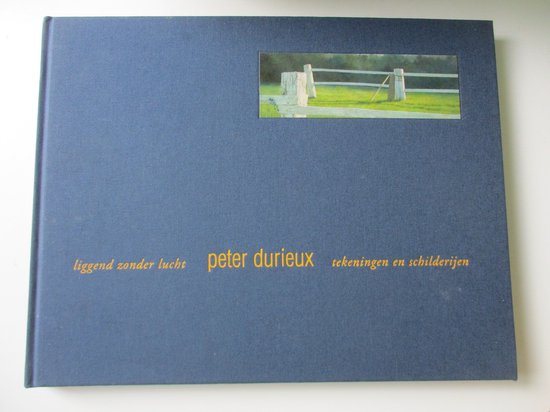 liggend zonder lucht peter durieux tekeningen en schilderijen